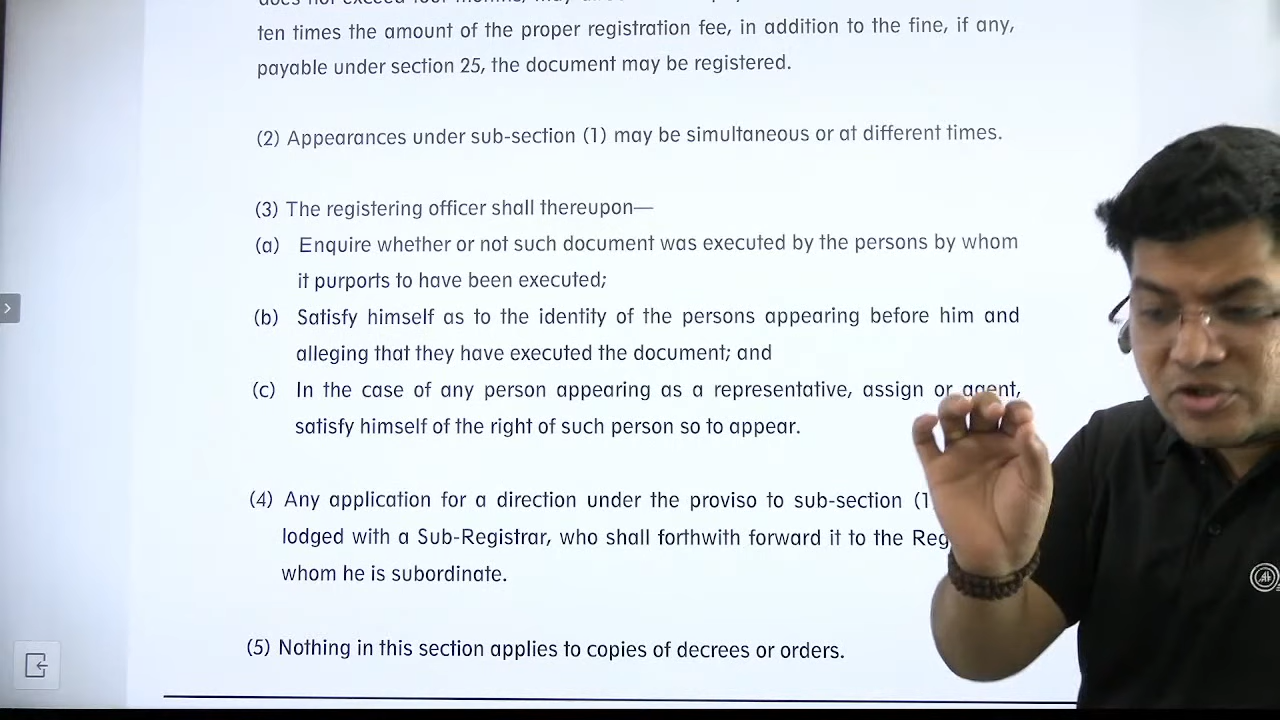 ten times the amount of the proper registration fee, in addition to the fine, if any,
payable under section 25, the document may be registered.
(2) Appearances under sub-section (1) may be simultaneous or at different times.
(3) The registering officer shall thereupon—
(a) Enquire whether or not such document was executed by the persons by whom
it purports to have been executed;
(b) Satisfy himself as to the identity of the persons appearing before him and
alleging that they have executed the document; and
(c) In the case of any person appearing as a representative, assign or agent,
satisfy himself of the right of such person so to appear.
(4) Any application for a direction under the proviso to sub-section (1
lodged with a Sub-Registrar, who shall forthwith forward it to the Reg
whom he is subordinate.
(5) Nothing in this section applies to copies of decrees or orders.